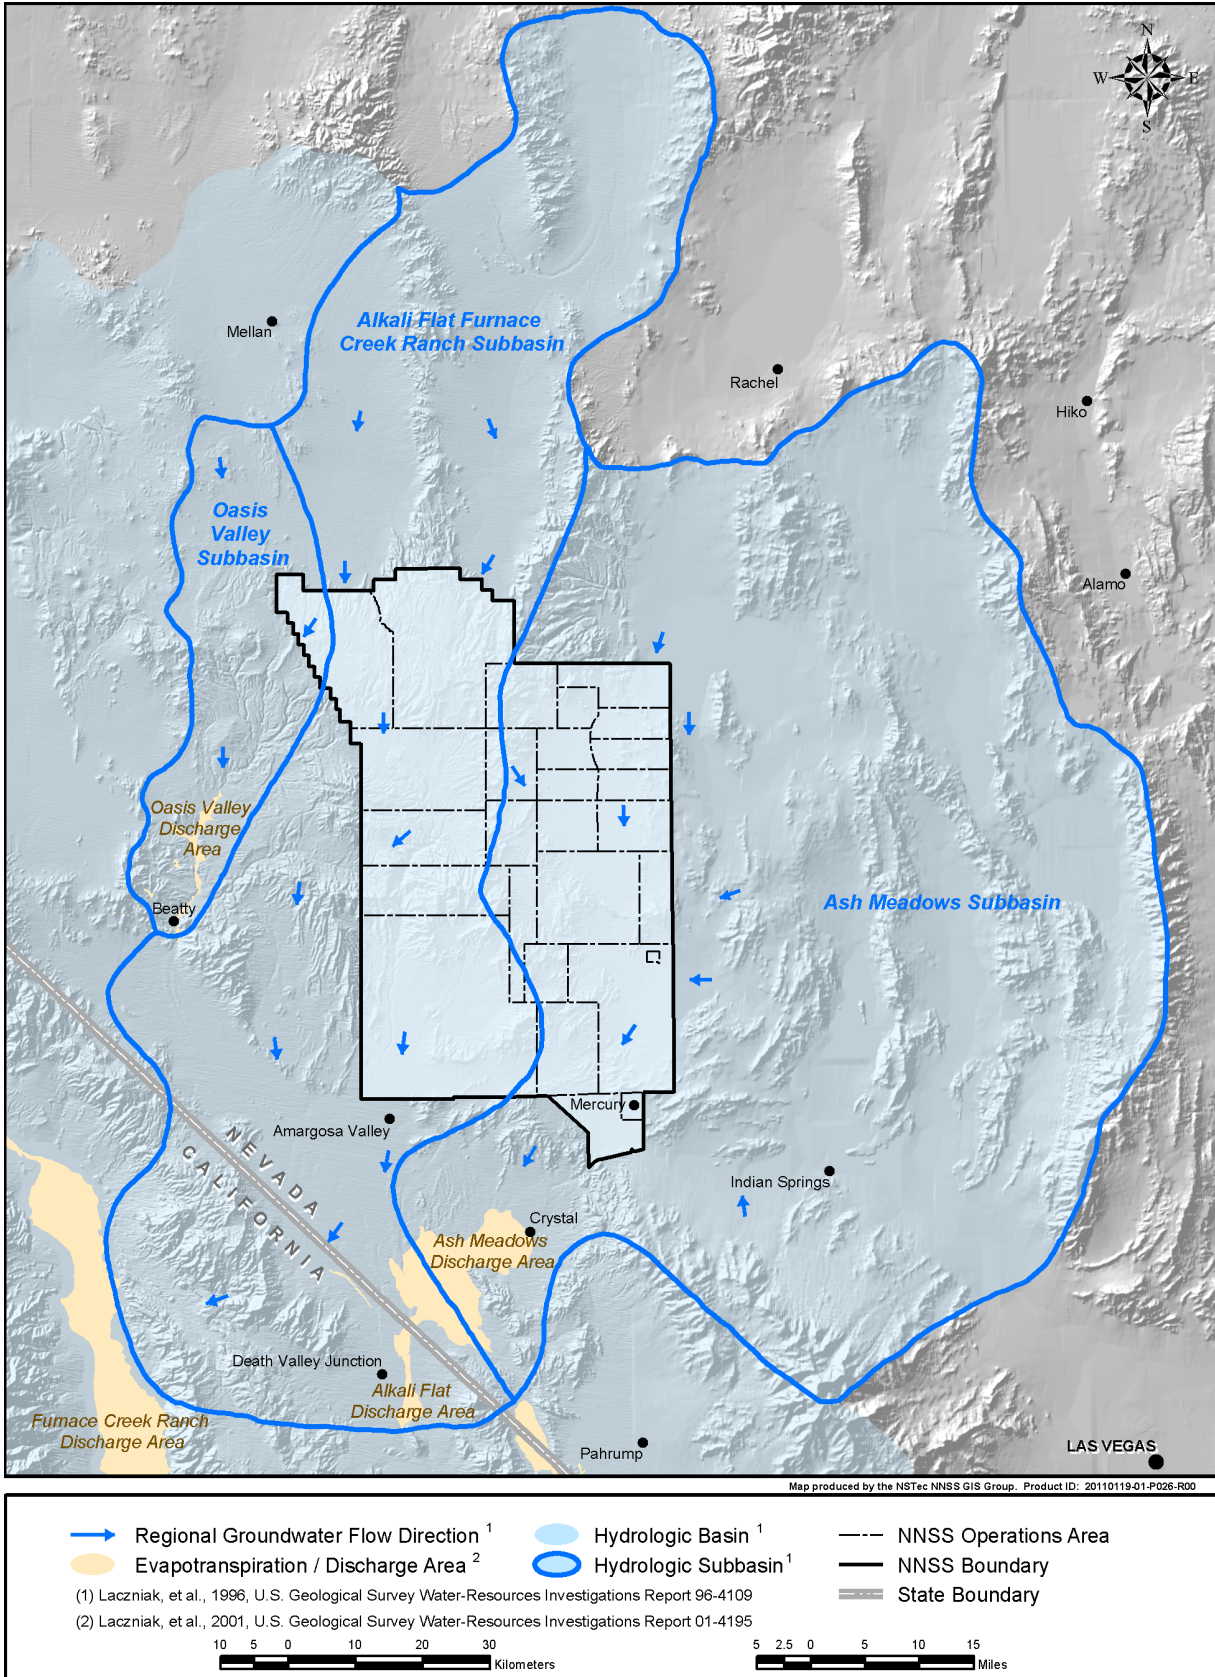 N
W E
S
Mellan
Alkali Flat Furnace
Creek Ranch Subbasin
Rachel
Hiko
Oasis
Valley
Subbasin
Alamo
Oasis Valley
Discharge
Area
Beatty
Ash Meadows Subbasin
Mercury
Amargosa Valley
NEVADA
CALIFORNIA
Indian Springs
Crystal
Ash Meadows
Discharge Area
Death Valley Junction
Alkali Flat
Discharge Area
Furnace Creek Ranch
Discharge Area
Pahrump
LAS VEGAS
Map produced by the NSTec NNSS GIS Group. Product ID: 20110119-01-P026-R00
Regional Groundwater Flow Direction 1
Hydrologic Basin 1
NNSS Operations Area
Evapotranspiration / Discharge Area 2
Hydrologic Subbasin 1
NNSS Boundary
State Boundary
(1) Laczniak, et al., 1996, U.S. Geological Survey Water-Resources Investigations Report 96-4109
(2) Laczniak, et al., 2001, U.S. Geological Survey Water-Resources Investigations Report 01-4195
10 5 0 10 20 30
Kilometers
5 2.5 0 5 10 15
Miles